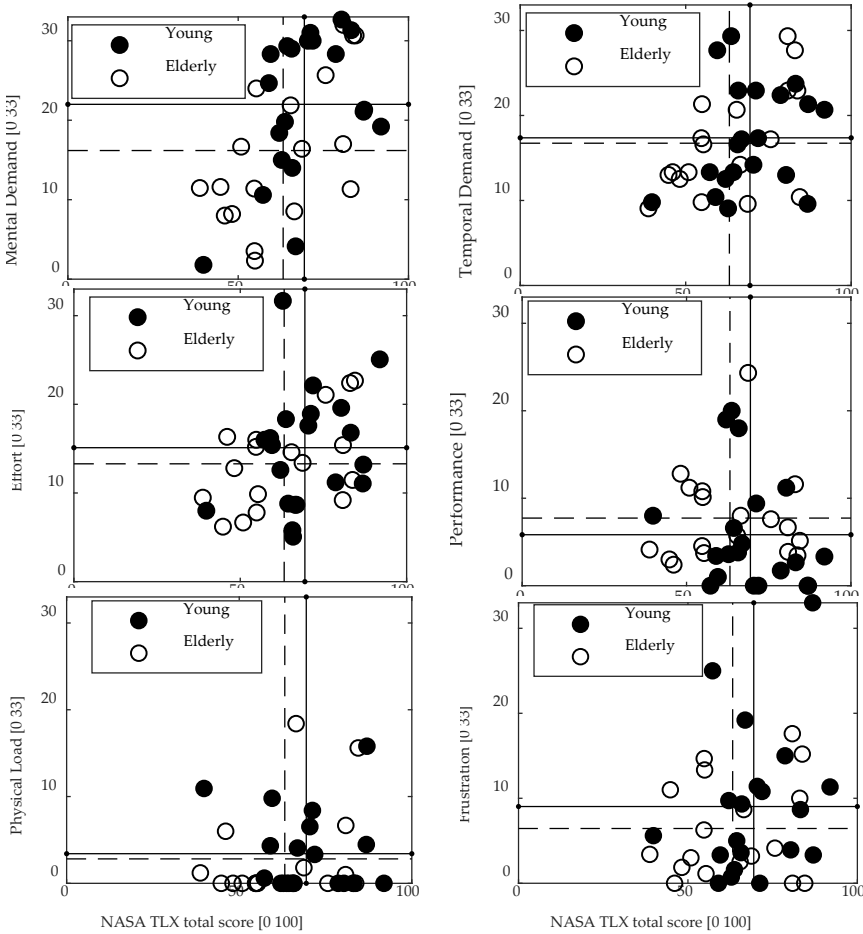 Young
Elderly
Mental Demand [0 33]
30
20
10
0
0
50
100
Young
Elderly
Temporal Demand [0 33]
30
20
10
0
50
100
Young
Elderly
Effort [0 33]
30
20
10
0
50
100
Young
Elderly
Performance [0 33]
30
20
10
0
50
100
Young
Elderly
Physical Load [0 33]
30
20
10
0
0
50
100
NASA TLX total score [0 100]
Young
Elderly
Frustration [0 33]
30
20
10
0
0
50
100
NASA TLX total score [0 100]